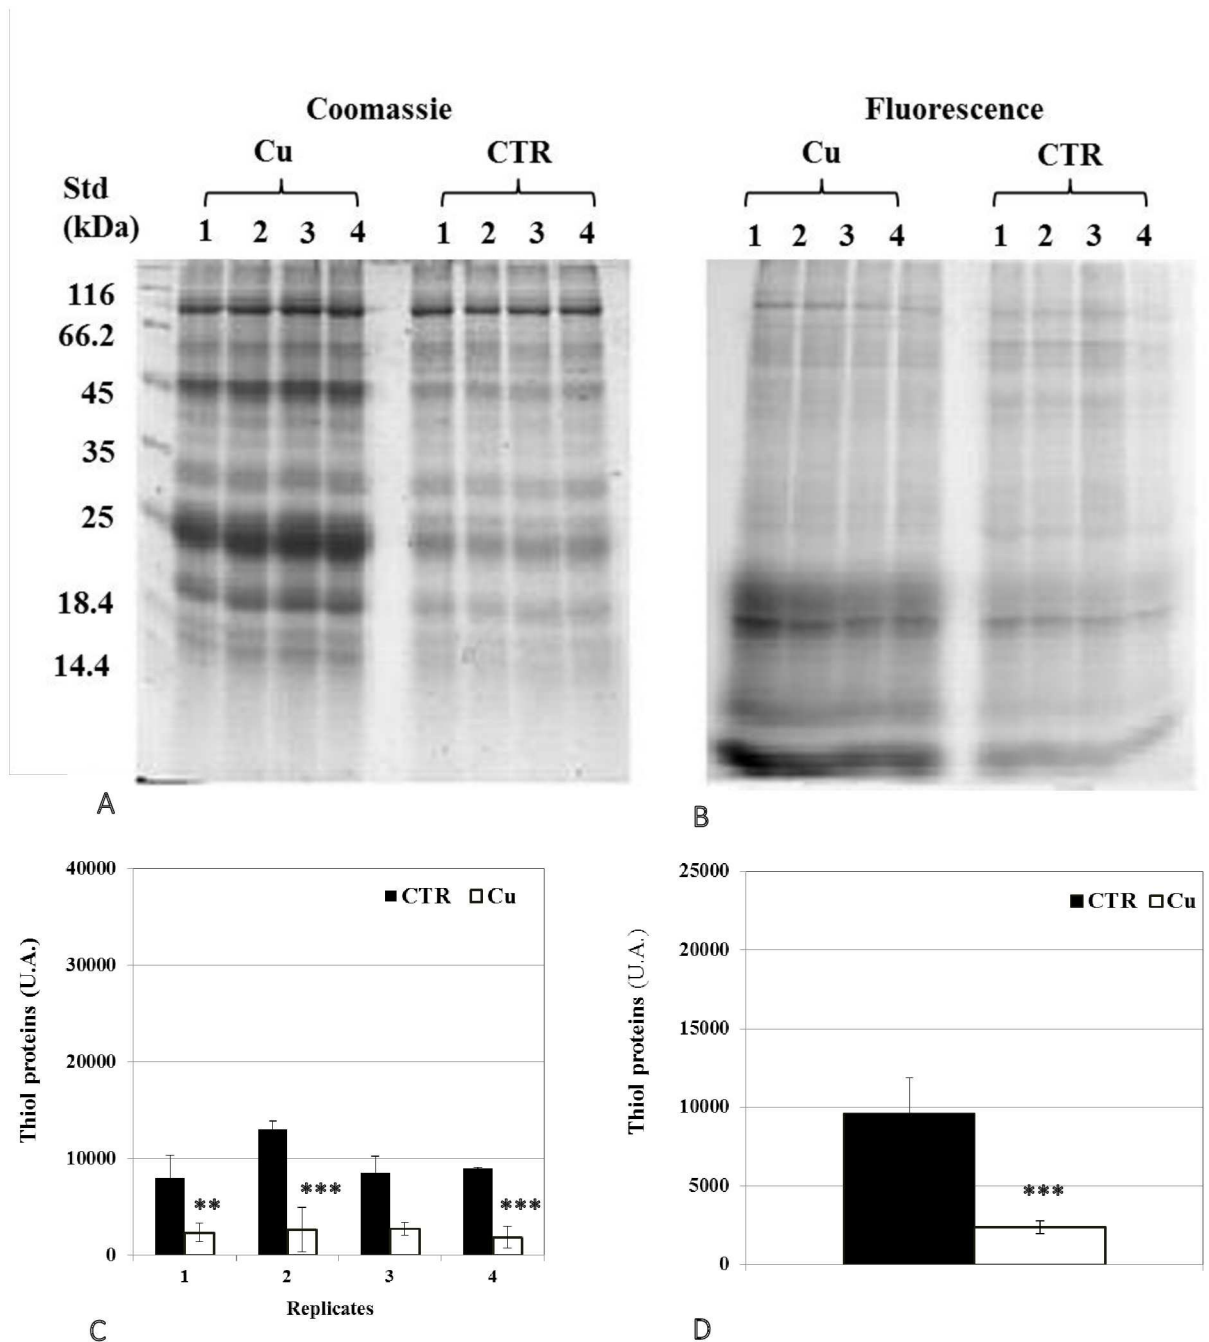 Coomassie
Fluorescence
Cu CTR
Cu CTR
Std
(kDa)
1 2 3 4 1 2 3 4
1 2 3 4 1 2 3 4
116
66.2
45
35
25
18.4
14.4
A
B
40000
30000
20000
10000
0
Thiol proteins (U.A.)
CTR Cu
** *** ***
1 2 3 4
Replicates
C
25000
20000
15000
10000
5000
0
Thiol proteins (U.A.)
CTR Cu
***
D